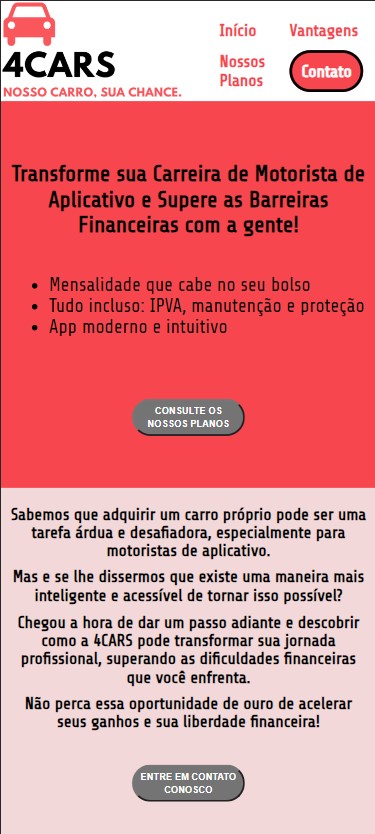 4CARS
NOSSO CARRO, SUA CHANCE.
Início
Vantagens
Nossos
Planos
Contato
Transforme sua Carreira de Motorista de
Aplicativo e Supere as Barreiras
Financeiras com a gente!
• Mensalidade que cabe no seu bolso
• Tudo incluso: IPVA, manutenção e proteção
• App moderno e intuitivo
CONSULTE OS
NOSSOS PLANOS
Sabemos que adquirir um carro próprio pode ser uma
tarefa árdua e desafiadora, especialmente para
motoristas de aplicativo.
Mas e se lhe dissermos que existe uma maneira mais
inteligente e acessível de tornar isso possível?
Chegou a hora de dar um passo adiante e descobrir
como a 4CARS pode transformar sua jornada
profissional, superando as dificuldades financeiras
que você enfrenta.
Não perca essa oportunidade de ouro de acelerar
seus ganhos e sua liberdade financeira!
ENTRE EM CONTATO
CONOSCO